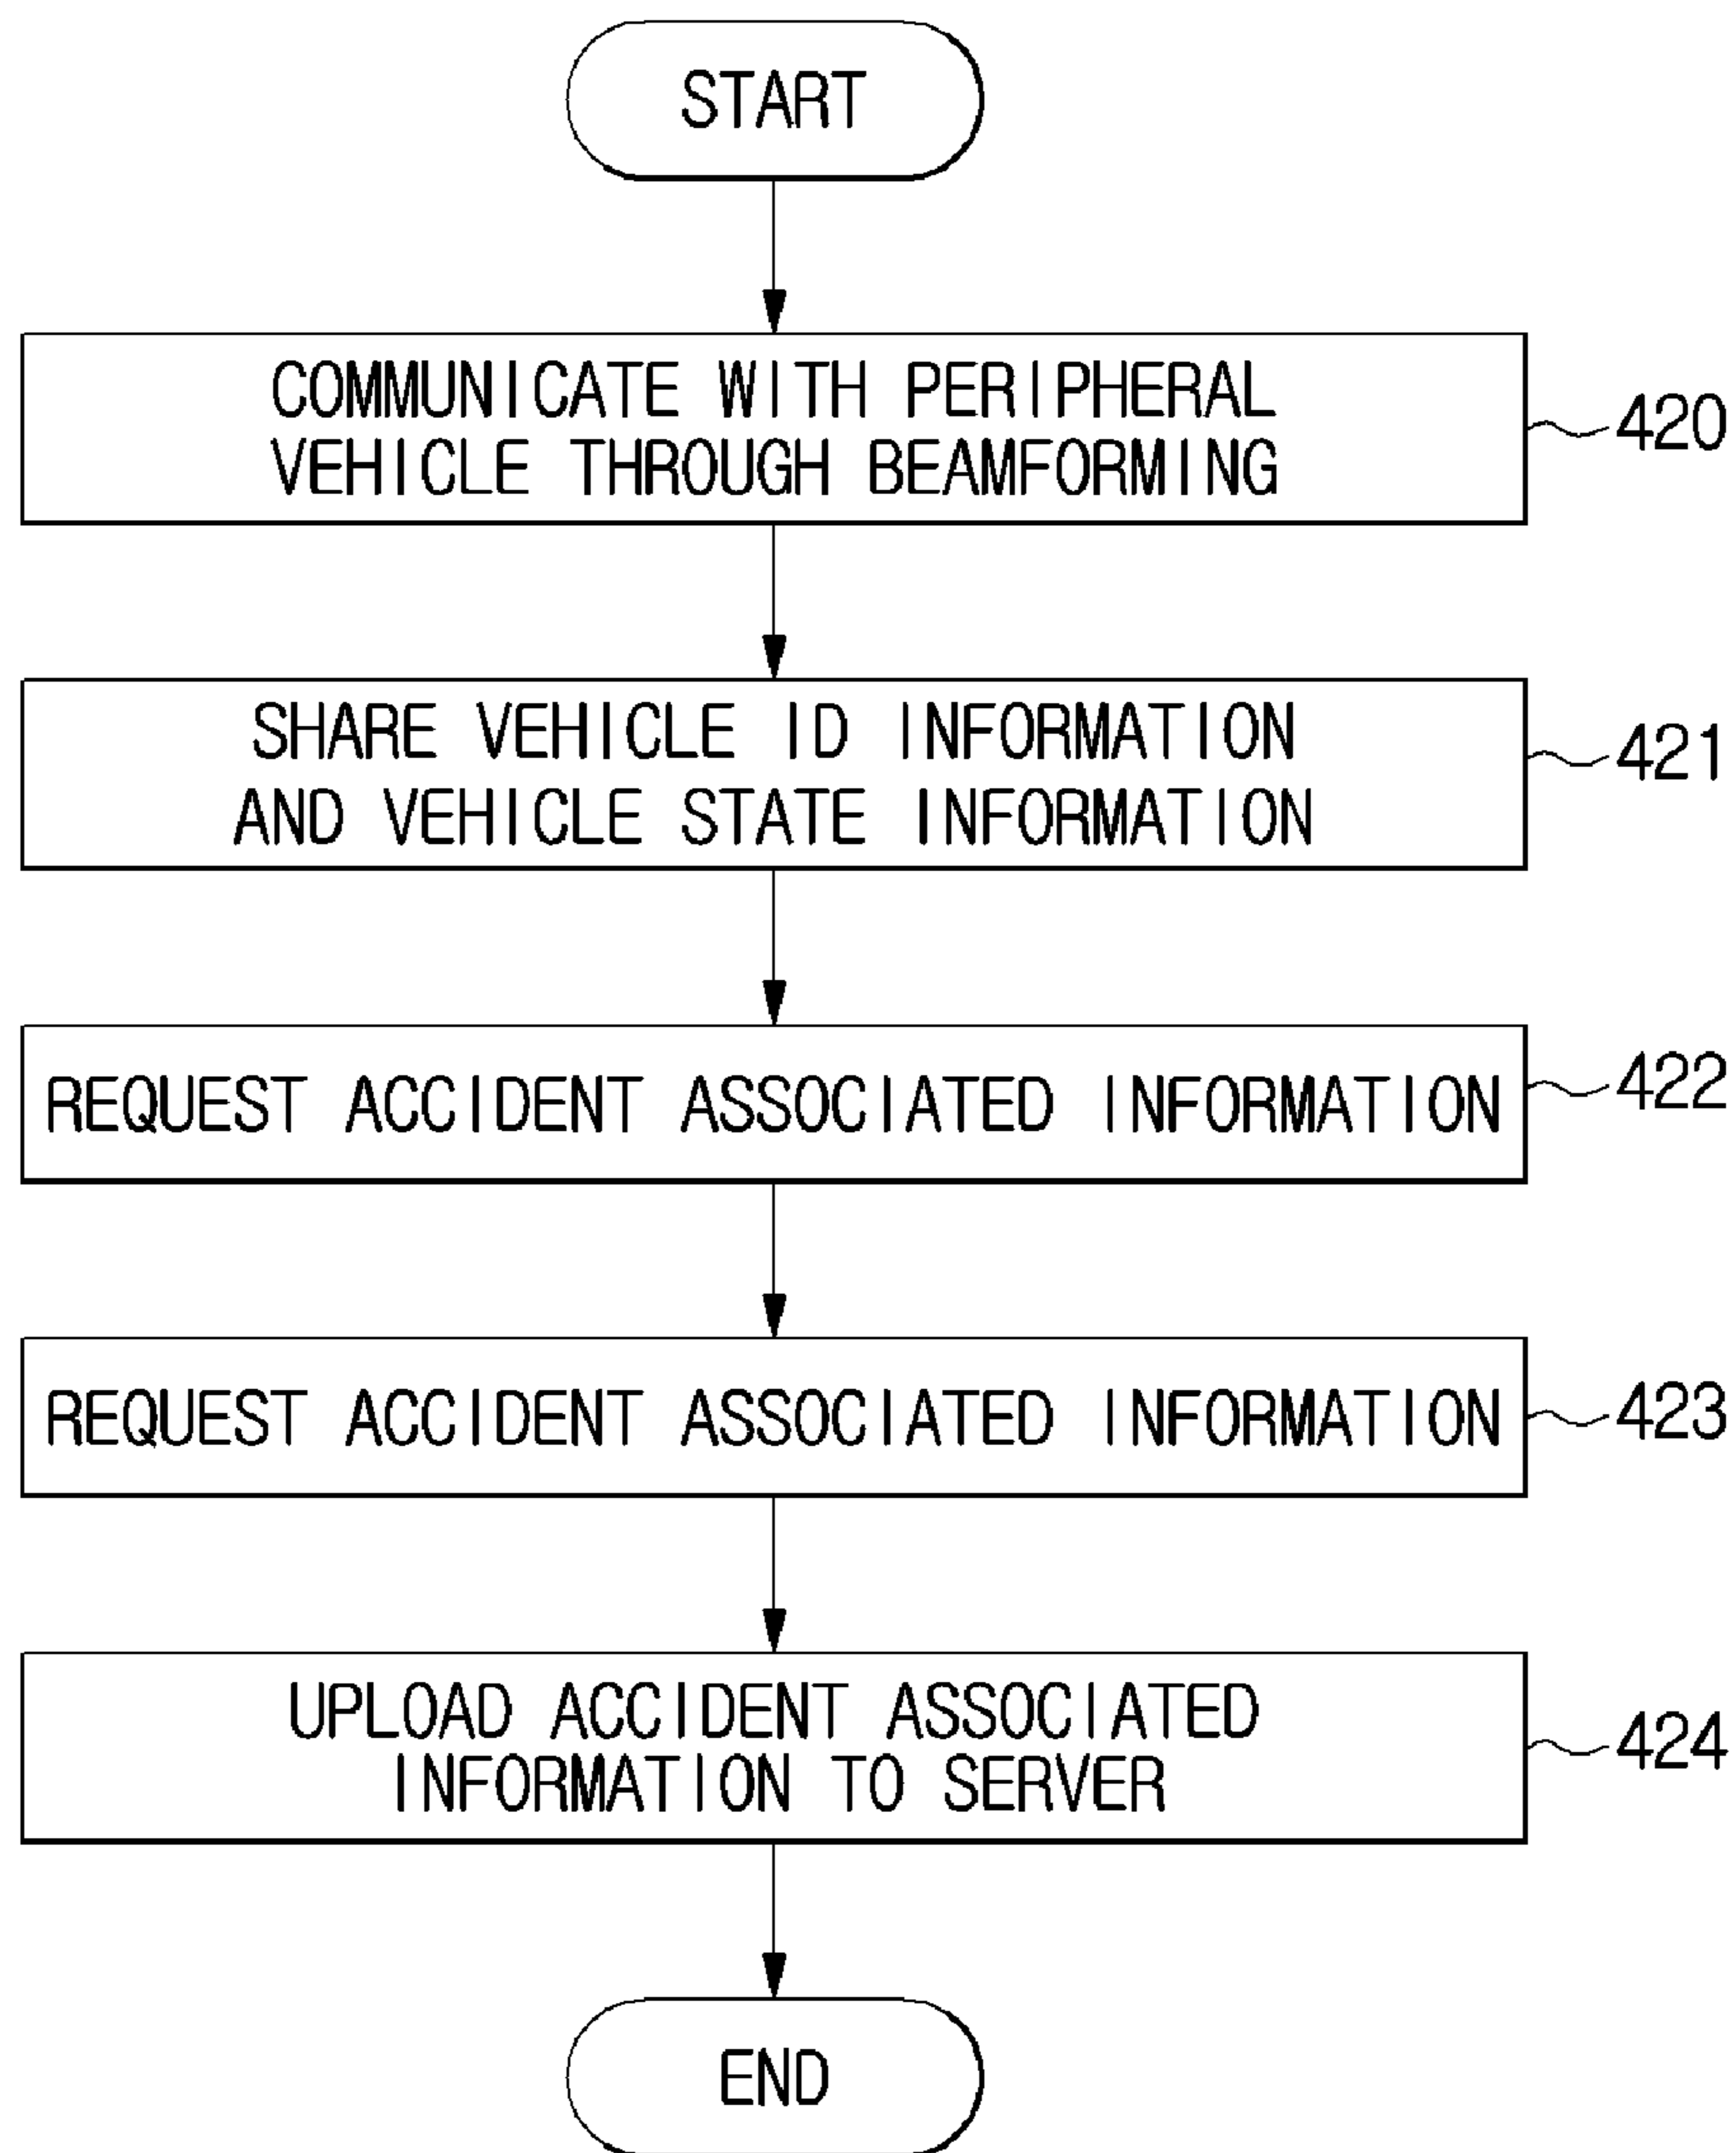 START
COMMUNICATE WITH PERIPHERAL
VEHICLE THROUGH BEAMFORMING
420
SHARE VEHICLE ID INFORMATION
AND VEHICLE STATE INFORMATION
421
REQUEST ACCIDENT ASSOCIATED INFORMATION
422
REQUEST ACCIDENT ASSOCIATED INFORMATION
423
UPLOAD ACCIDENT ASSOCIATED
INFORMATION TO SERVER
424
END